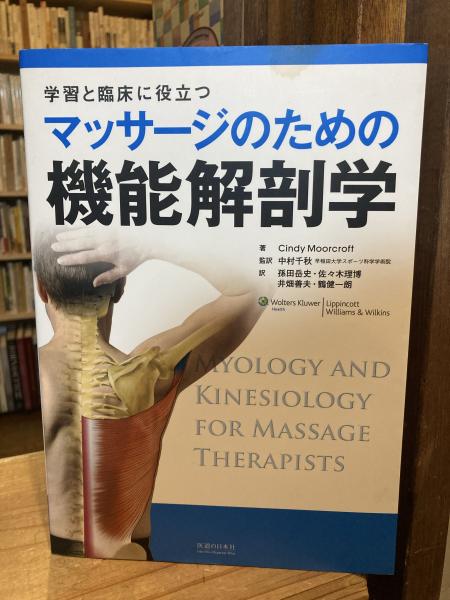 学習と臨床に役立つ
マッサージのための
機能解剖学
著 Cindy Moorcroft
監訳 中村千秋 早稲田大学スポーツ科学学術院
訳 孫田岳史・佐々木理博
井畑善夫・鶴健一朗
Wolters Kluwer Lippincott
Health Williams & Wilkins
MYOLOGY AND
KINESIOLOGY
FOR MASSAGE
THERAPISTS
医道の日本社